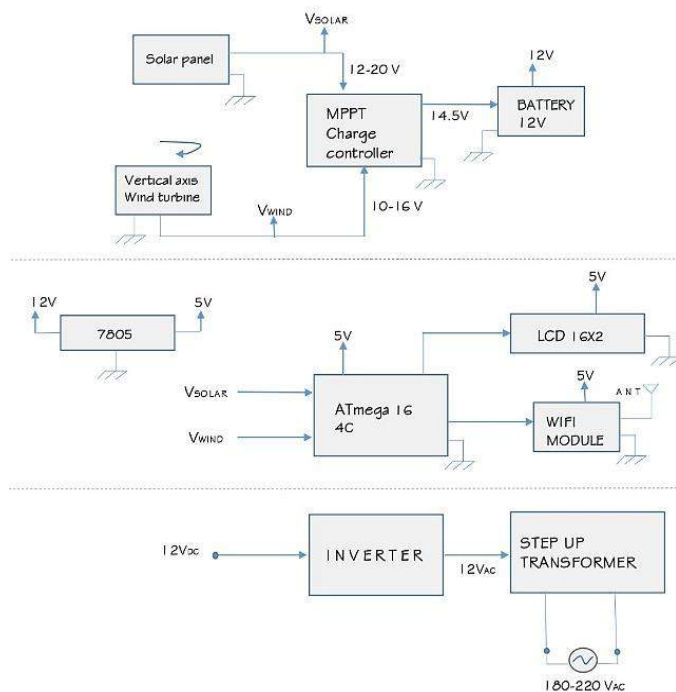 VSOLAR
Solar panel
12-20 V
12V
MPPT
Charge
controller
14.5V
BATTERY
12V
Vertical axis
Wind turbine
VWIND
10-16 V
12V
7805
5V
5V
LCD 16X2
5V
VSOLAR
VWIND
ATmega 16
4C
5V
ANT
WIFI
MODULE
12VDC
INVERTER
12VAC
STEP UP
TRANSFORMER
180-220 VAC